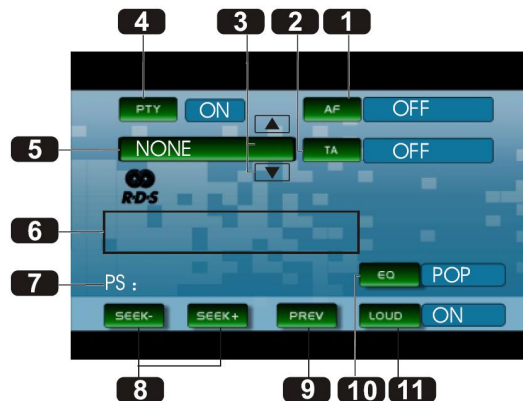 4 3 2 1
PTY ON AF OFF
5 NONE TA OFF
R·D·S
6
EQ POP
7 PS :
SEEK- SEEK+ PREV LOUD ON
8 9 10 11